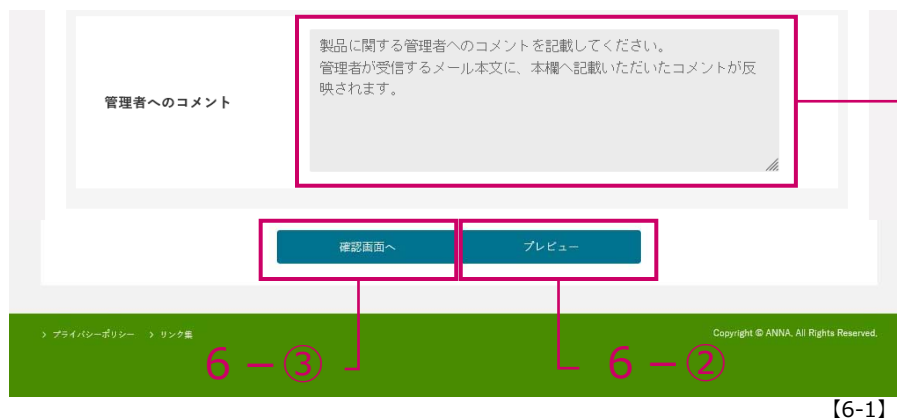 製品に関する管理者へのコメントを記載してください。
管理者が受信するメール本文に、本欄へ記載いただいたコメントが反
映されます。
管理者へのコメント
確認画面へ
プレビュー
> プライバシーポリシー > リンク集
Copyright © ANNA, All Rights Reserved.
6－③
6－②
【6-1】